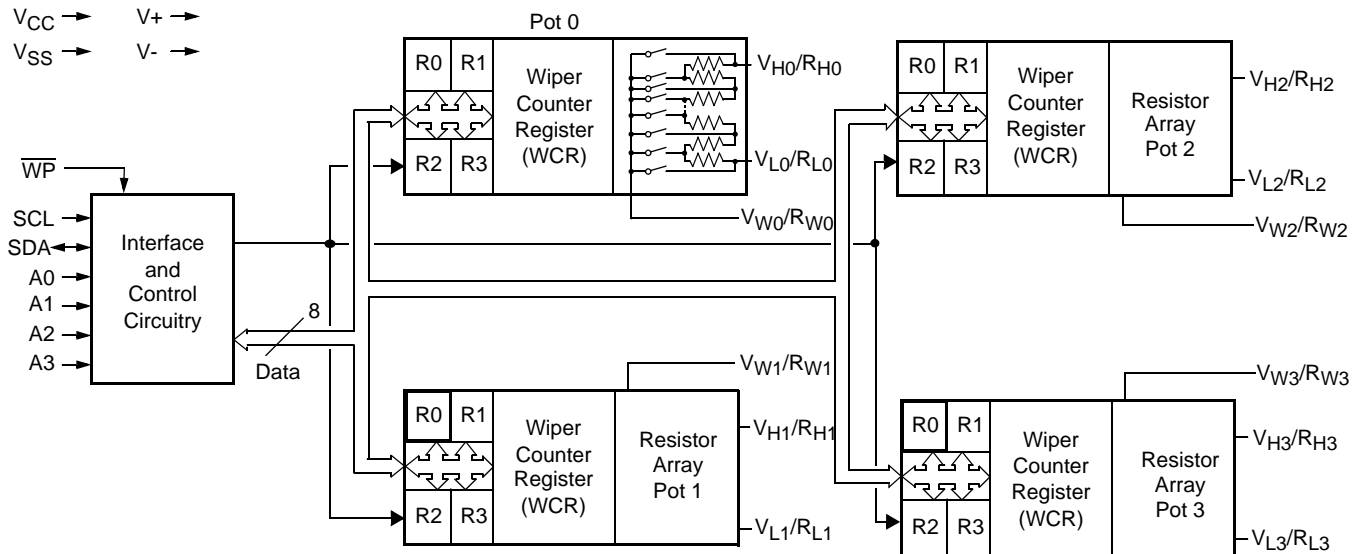 VCC V+
VSS V-
Pot 0
R0 R1
R2 R3
Wiper
Counter
Register
(WCR)
VH0/RH0
VL0/RL0
VW0/RW0
R0 R1
R2 R3
Wiper
Counter
Register
(WCR)
Resistor
Array
Pot 2
VH2/RH2
VL2/RL2
VW2/RW2
WP
SCL
SDA
A0
A1
A2
A3
Interface
and
Control
Circuitry
8
Data
VW1/RW1
R0 R1
R2 R3
Wiper
Counter
Register
(WCR)
Resistor
Array
Pot 1
VH1/RH1
VL1/RL1
VW3/RW3
R0 R1
R2 R3
Wiper
Counter
Register
(WCR)
Resistor
Array
Pot 3
VH3/RH3
VL3/RL3